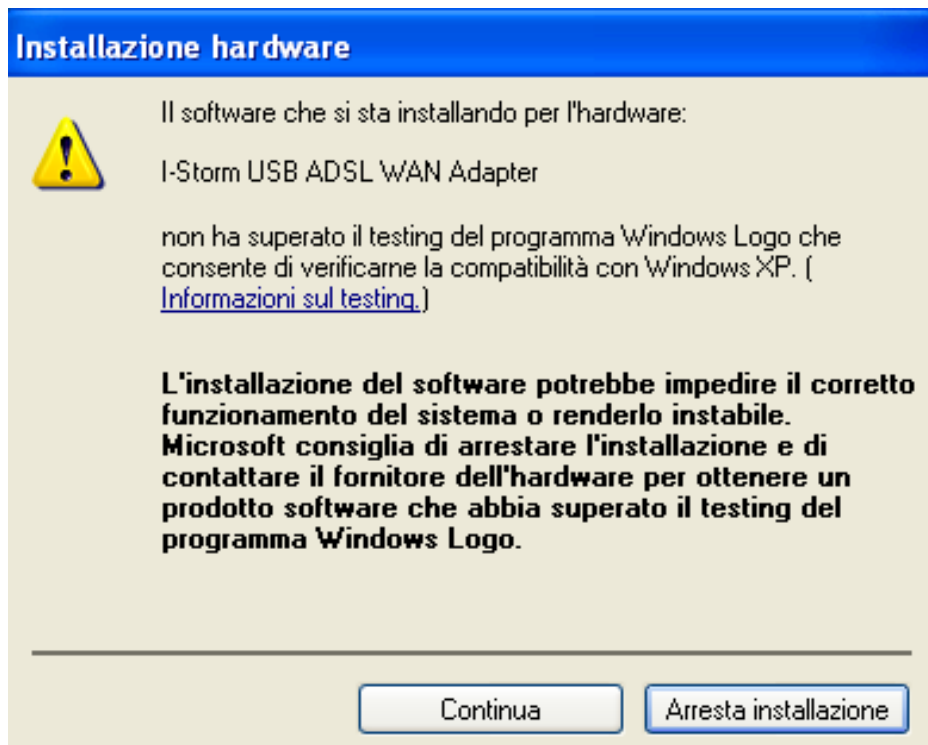 Installazione hardware
Il software che si sta installando per l'hardware:
I-Storm USB ADSL WAN Adapter
non ha superato il testing del programma Windows Logo che
consente di verificarne la compatibilità con Windows XP. (
Informazioni sul testing.)
L'installazione del software potrebbe impedire il corretto
funzionamento del sistema o renderlo instabile.
Microsoft consiglia di arrestare l'installazione e di
contattare il fornitore dell'hardware per ottenere un
prodotto software che abbia superato il testing del
programma Windows Logo.
Continua
Arresta installazione